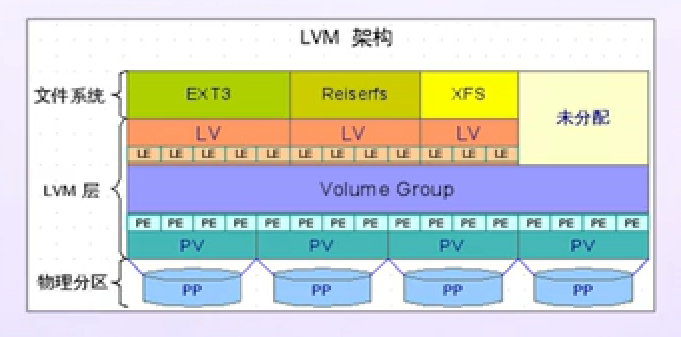 LVM 架构
文件系统 EXT3 Reiserfs XFS 未分配
LV LV LV
LE LE LE LE LE LE LE LE LE LE LE LE
LVM 层 Volume Group
PE PE PE PE PE PE PE PE PE PE PE PE PE PE PE PE
PV PV PV PV
物理分区 PP PP PP PP